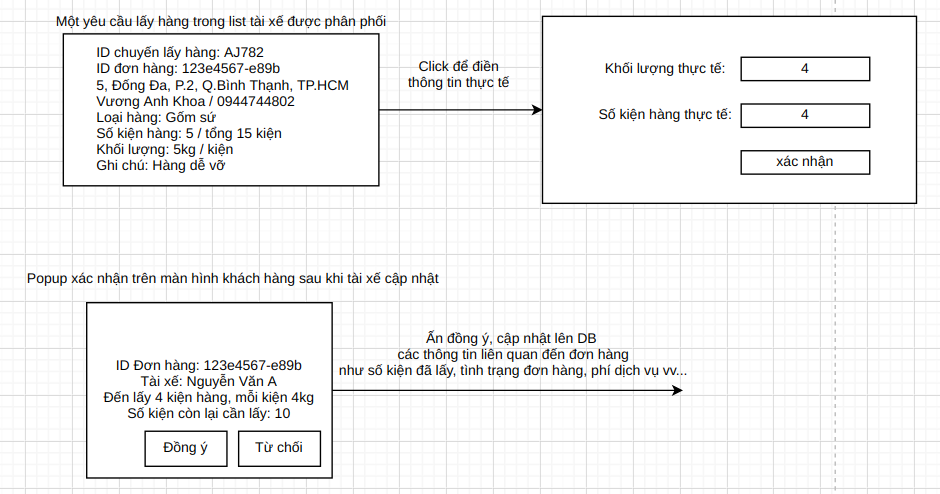 Một yêu cầu lấy hàng trong list tài xế được phân phối
ID chuyến lấy hàng: AJ782
ID đơn hàng: 123e4567-e89b
5, Đống Đa, P.2, Q.Bình Thạnh, TP.HCM
Vương Anh Khoa / 0944744802
Loại hàng: Gốm sứ
Số kiện hàng: 5 / tổng 15 kiện
Khối lượng: 5kg / kiện
Ghi chú: Hàng dễ vỡ
Click để điền
thông tin thực tế
Khối lượng thực tế: 4
Số kiện hàng thực tế: 4
xác nhận
Popup xác nhận trên màn hình khách hàng sau khi tài xế cập nhật
ID Đơn hàng: 123e4567-e89b
Tài xế: Nguyễn Văn A
Đến lấy 4 kiện hàng, mỗi kiện 4kg
Số kiện còn lại cần lấy: 10
Đồng ý
Từ chối
Ấn đồng ý, cập nhật lên DB
các thông tin liên quan đến đơn hàng
như số kiện đã lấy, tình trạng đơn hàng, phí dịch vụ vv...